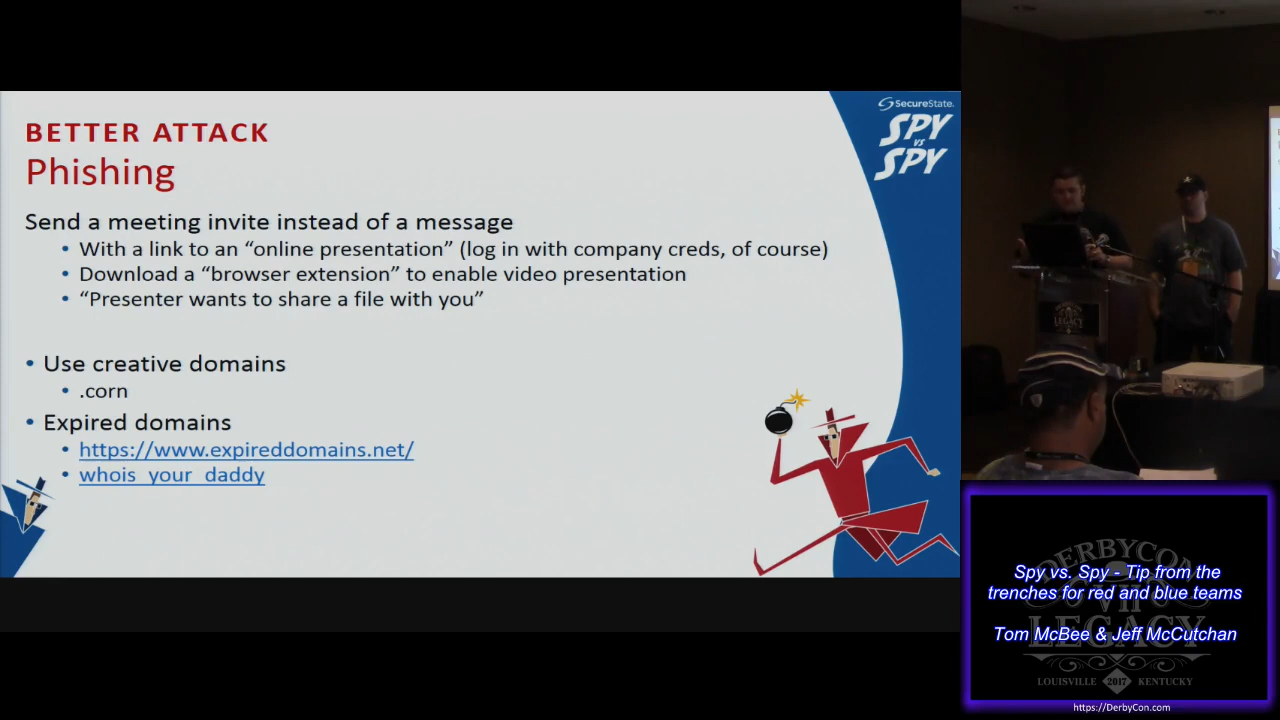 BETTER ATTACK
Phishing
SecureState.
SPY
VS
SPY
Send a meeting invite instead of a message
• With a link to an “online presentation” (log in with company creds, of course)
• Download a “browser extension” to enable video presentation
• “Presenter wants to share a file with you”
• Use creative domains
• .corn
• Expired domains
• https://www.expireddomains.net/
• whois_your_daddy
LEGACY
DERBYCON
VII
LEGACY
Spy vs. Spy - Tip from the
trenches for red and blue teams
Tom McBee & Jeff McCutchan
LOUISVILLE 2017 KENTUCKY
https://DerbyCon.com